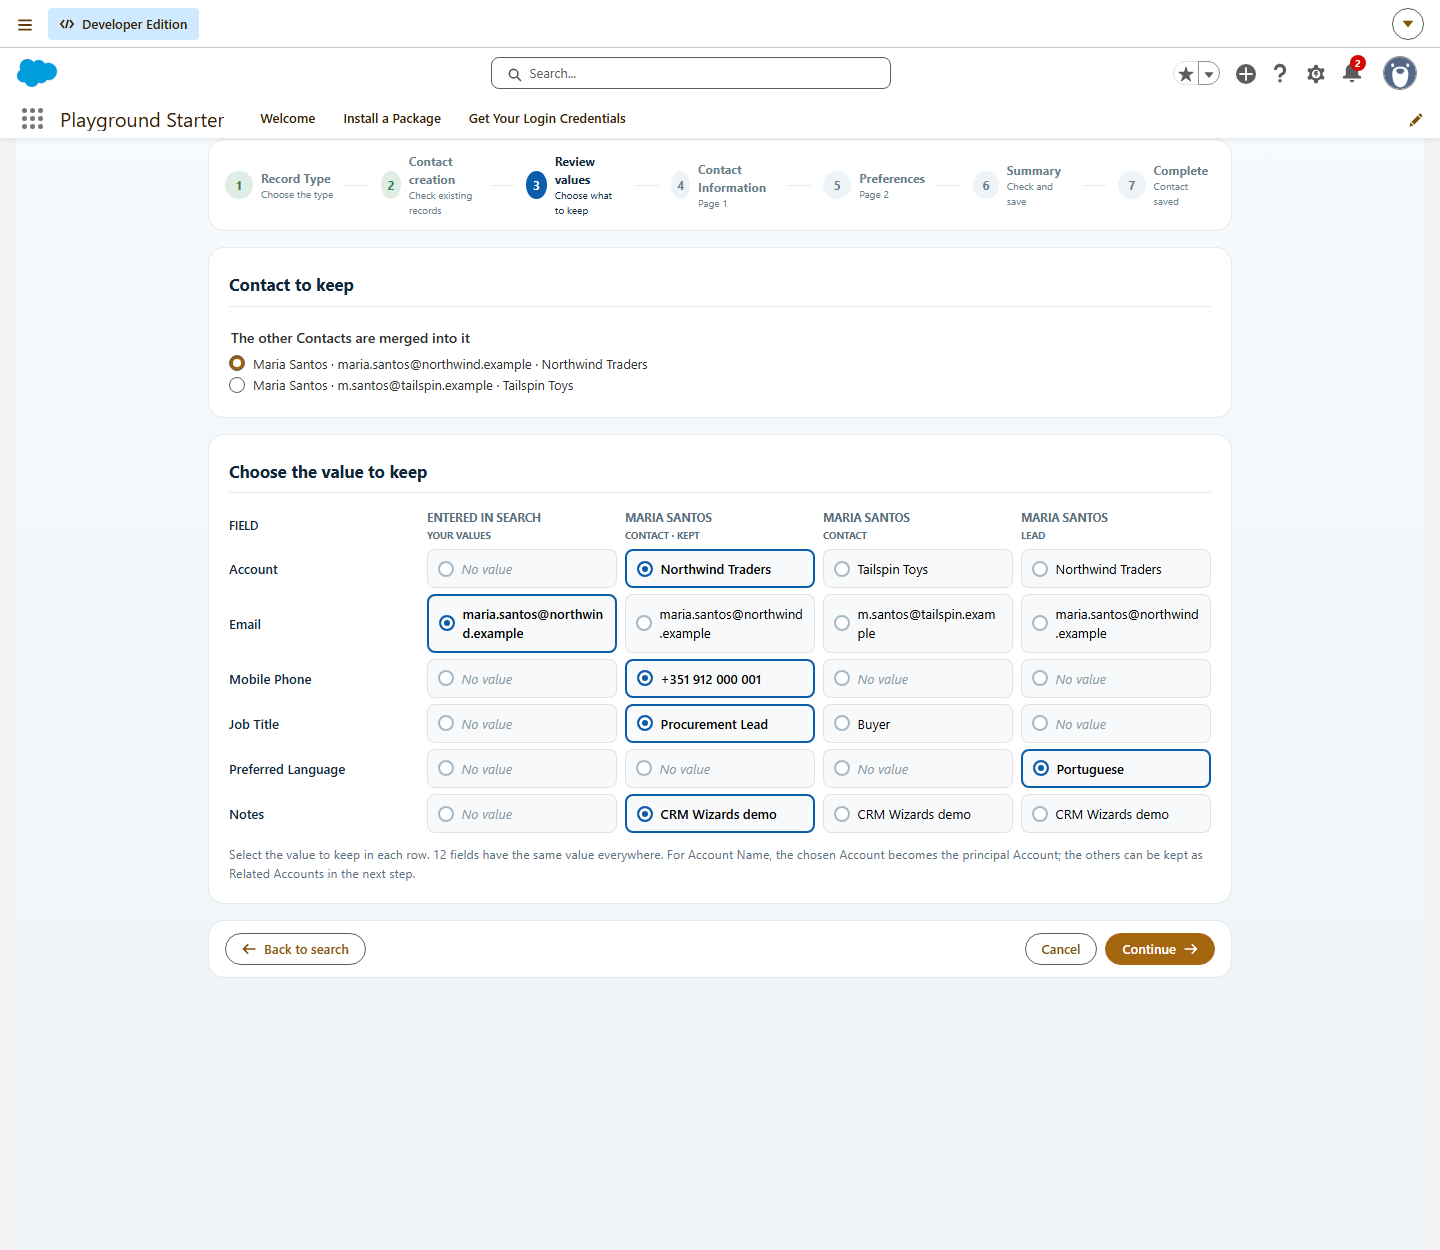 Developer Edition
Search...
2
Playground Starter
Welcome
Install a Package
Get Your Login Credentials
1
Record Type
Choose the type
2
Contact
creation
Check existing
records
3
Review
values
Choose what
to keep
4
Contact
Information
Page 1
5
Preferences
Page 2
6
Summary
Check and
save
7
Complete
Contact
saved
Contact to keep
The other Contacts are merged into it
Maria Santos · maria.santos@northwind.example · Northwind Traders
Maria Santos · m.santos@tailspin.example · Tailspin Toys
Choose the value to keep
FIELD
ENTERED IN SEARCH
YOUR VALUES
MARIA SANTOS
CONTACT · KEPT
MARIA SANTOS
CONTACT
MARIA SANTOS
LEAD
Account
No value
Northwind Traders
Tailspin Toys
Northwind Traders
Email
maria.santos@northwin
d.example
maria.santos@northwind
.example
m.santos@tailspin.exam
ple
maria.santos@northwind
.example
Mobile Phone
No value
+351 912 000 001
No value
No value
Job Title
No value
Procurement Lead
Buyer
No value
Preferred Language
No value
No value
No value
Portuguese
Notes
No value
CRM Wizards demo
CRM Wizards demo
CRM Wizards demo
Select the value to keep in each row. 12 fields have the same value everywhere. For Account Name, the chosen Account becomes the principal Account; the others can be kept as
Related Accounts in the next step.
Back to search
Cancel
Continue